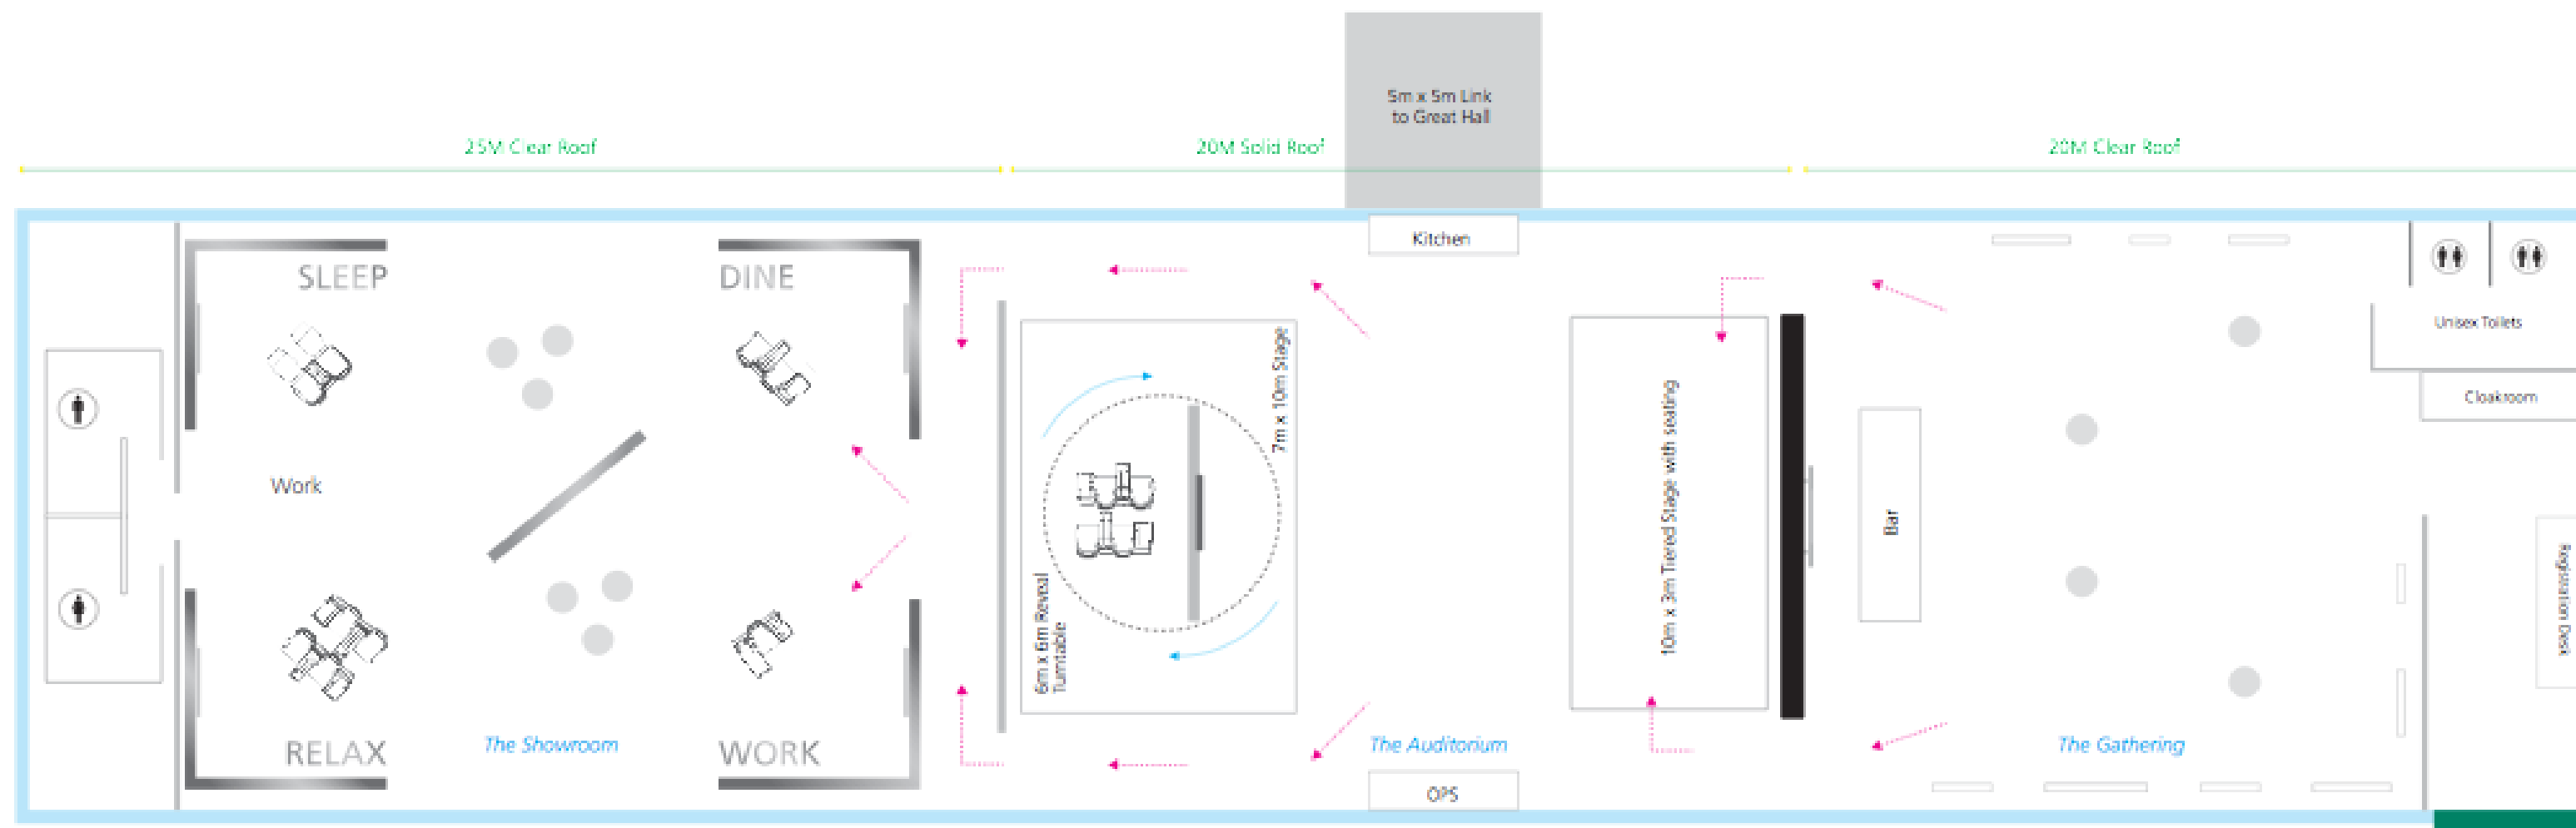 5m x 5m Link
to Great Hall
25M Clear Roof
20M Solid Roof
20M Clear Roof
Kitchen
SLEEP
DINE
Unisex Toilets
Cloakroom
7m x 10m Stage
Work
10m x 3m Tiered Stage with seating
Bar
6m x 6m Reveal
Turntable
Registration Desk
RELAX
The Showroom
WORK
The Auditorium
The Gathering
OPS